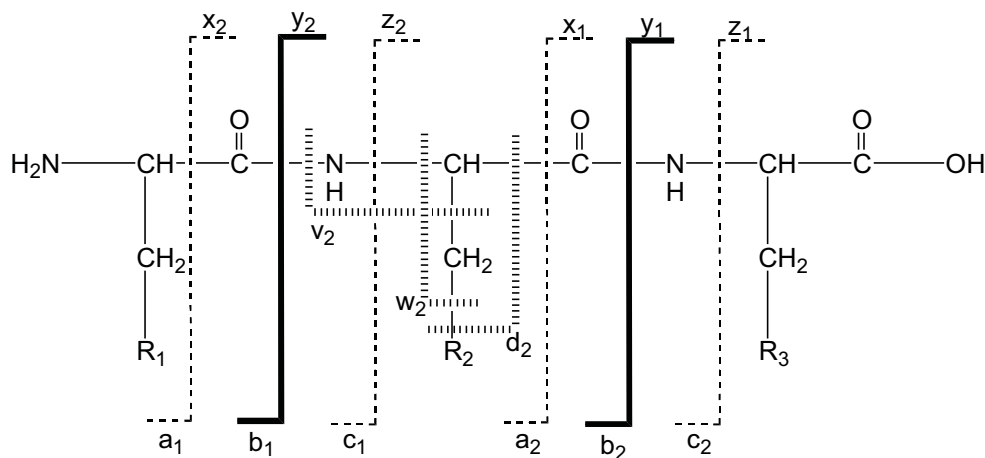 x₂ y₂ z₂ x₁ y₁ z₁
O O O
H₂N CH C N CH C N CH C OH
H H
v₂
CH₂ CH₂ CH₂
w₂
d₂
R₁ R₂ R₃
a₁ b₁ c₁ a₂ b₂ c₂